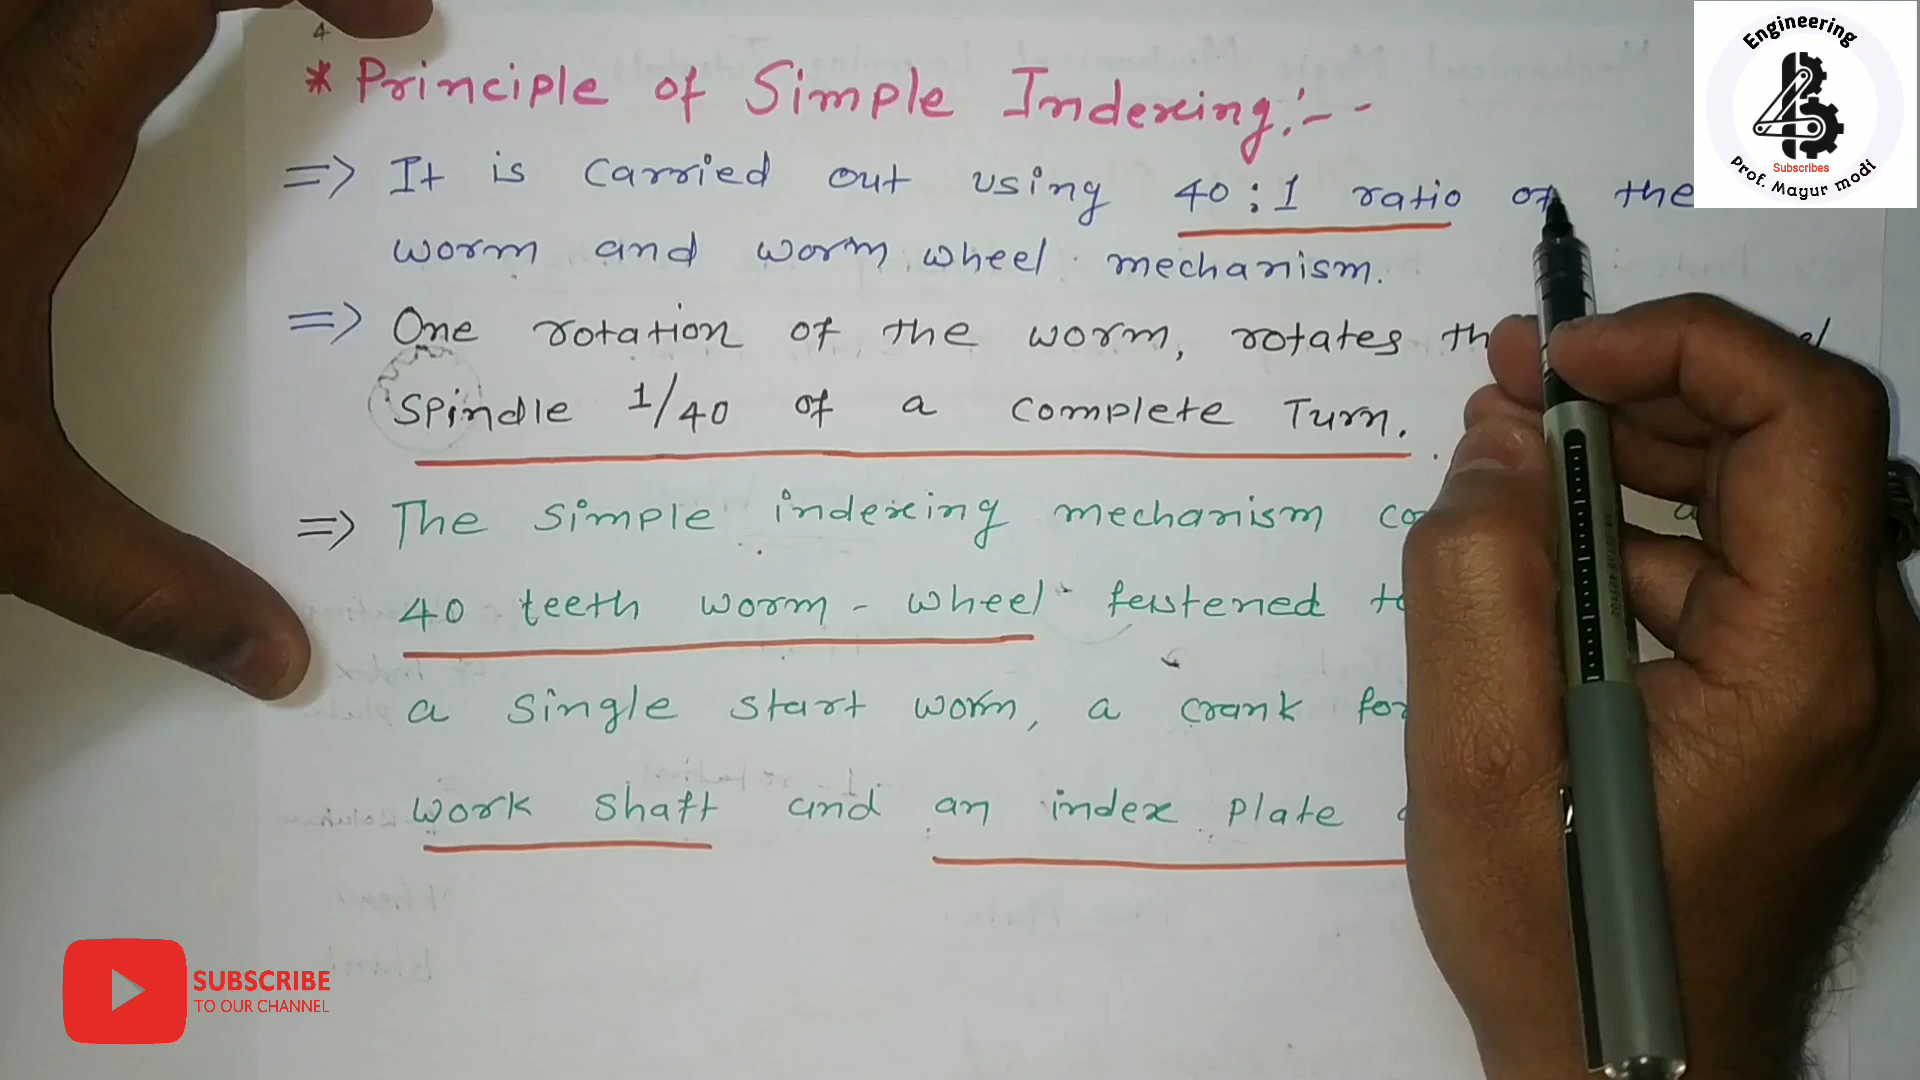 * Principle of Simple Indexing:--
=> It is carried out using 40:1 ratio of the
worm and worm wheel mechanism.
=> One rotation of the worm, rotates
Spindle 1/40 of a complete Turn.
=> The simple indexing mechanism
40 teeth worm-wheel fastened
a single start worm, a crank for
work shaft and an index plate
Engineering
Subscribes
Prof. Mayur modi
SUBSCRIBE
TO OUR CHANNEL